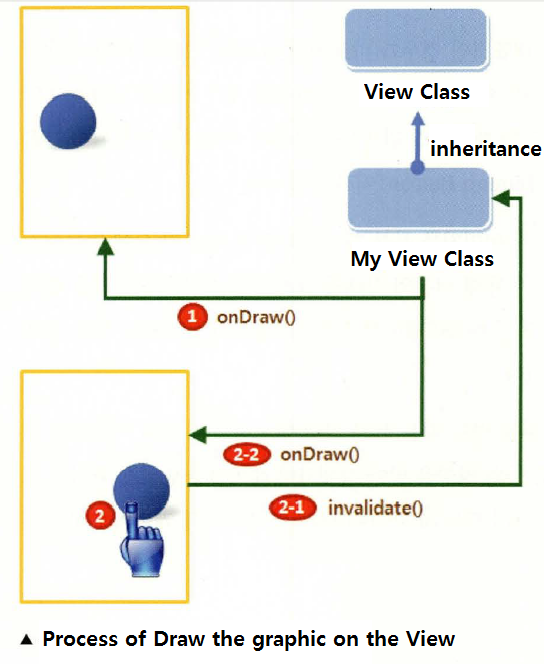 View Class
inheritance
My View Class
1 onDraw()
2-2 onDraw()
2
2-1 invalidate()
▲ Process of Draw the graphic on the View